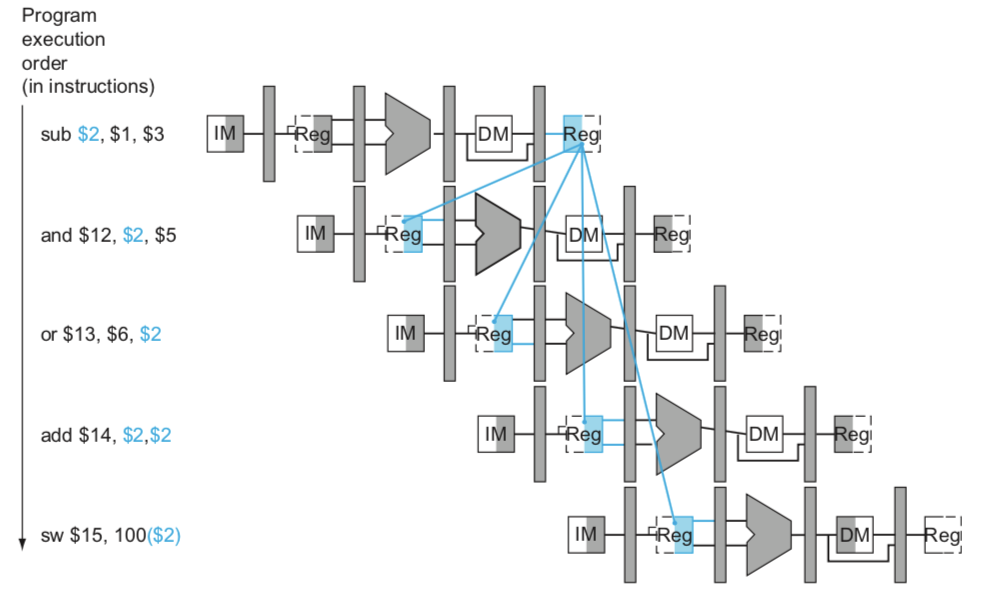 Program
execution
order
(in instructions)
sub $2, $1, $3
IM
Reg
DM
Reg
and $12, $2, $5
IM
Reg
DM
Reg
or $13, $6, $2
IM
Reg
DM
Reg
add $14, $2,$2
IM
Reg
DM
Reg
sw $15, 100($2)
IM
Reg
DM
Reg